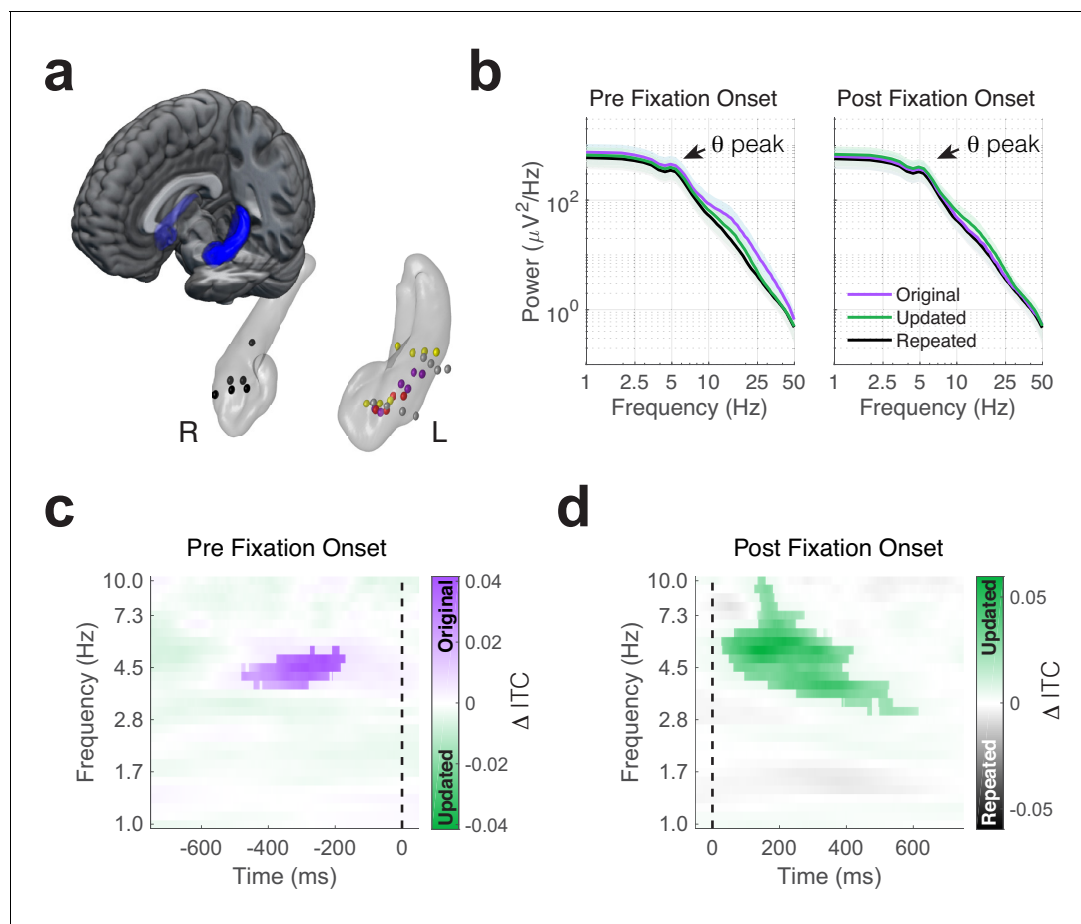 a
R
L
b
Pre Fixation Onset
Post Fixation Onset
θ peak
θ peak
Power (μV²/Hz)
10²
10⁰
Original
Updated
Repeated
1 2.5 5 10 25 50
1 2.5 5 10 25 50
Frequency (Hz)
Frequency (Hz)
c
Pre Fixation Onset
Frequency (Hz)
10.0
7.3
4.5
2.8
1.7
1.0
-600 -400 -200 0
Time (ms)
Original
Updated
0.04
0.02
0
-0.02
-0.04
Δ ITC
d
Post Fixation Onset
Frequency (Hz)
10.0
7.3
4.5
2.8
1.7
1.0
0 200 400 600
Time (ms)
Updated
Repeated
0.05
0
-0.05
Δ ITC